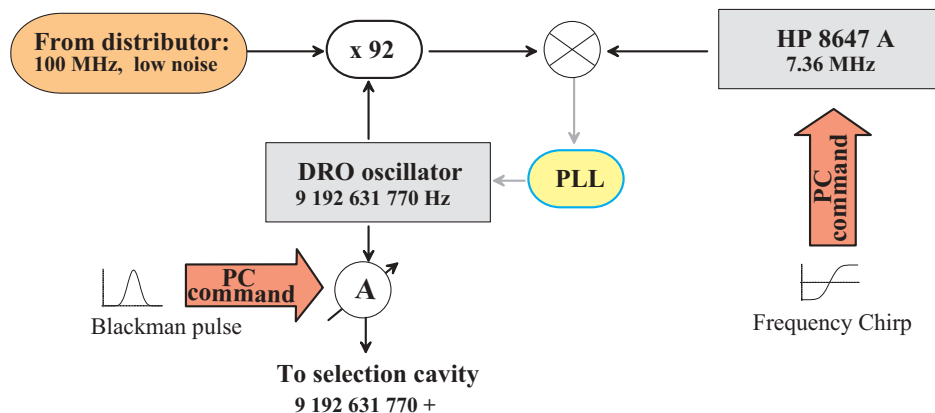 From distributor:
100 MHz, low noise
x 92
HP 8647 A
7.36 MHz
DRO oscillator
9 192 631 770 Hz
PLL
PC
command
PC
command
A
Blackman pulse
Frequency Chirp
To selection cavity
9 192 631 770 +